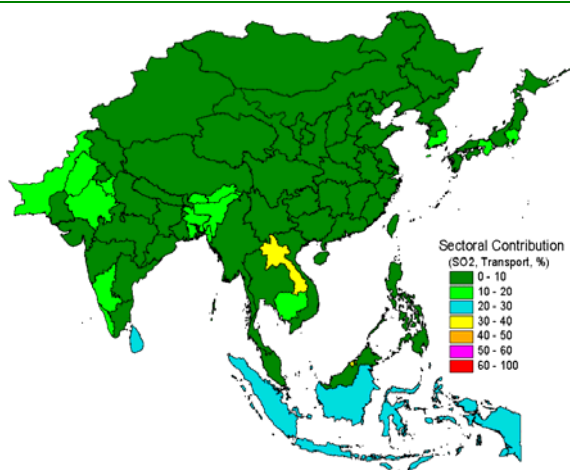 Sectoral Contribution
(SO2, Transport, %)
0 - 10
10 - 20
20 - 30
30 - 40
40 - 50
50 - 60
60 - 100